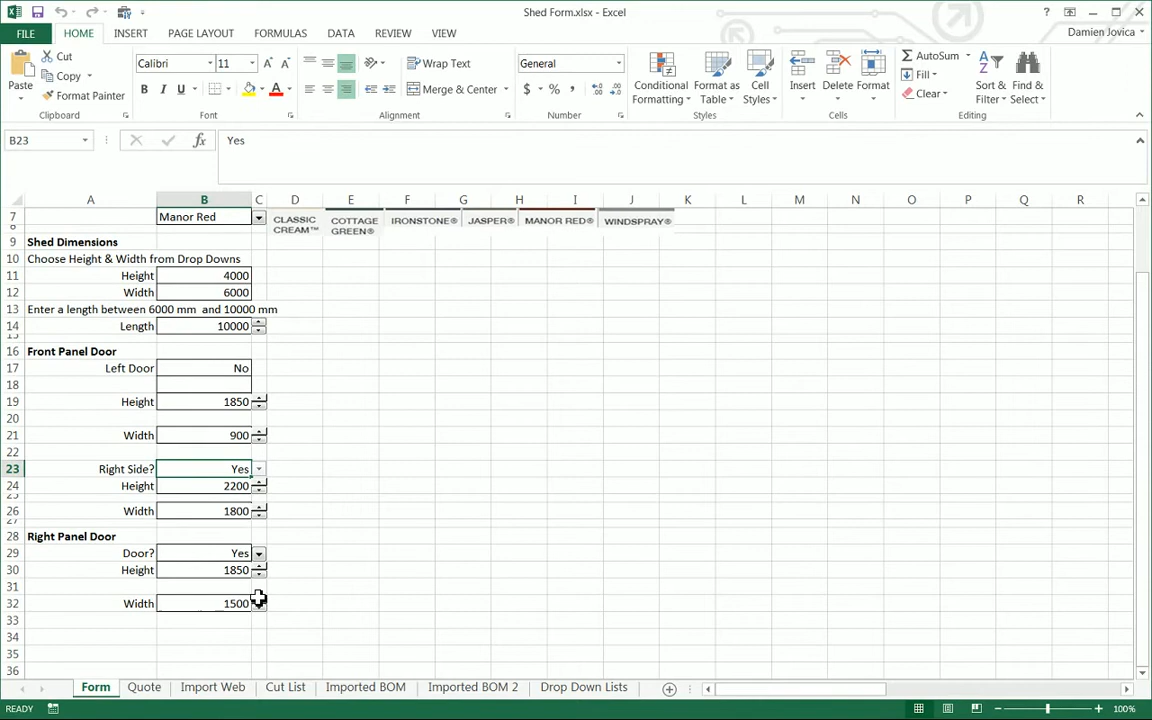 Shed Form.xlsx - Excel
FILE HOME INSERT PAGE LAYOUT FORMULAS DATA REVIEW VIEW Damien Jovica
Paste Cut Copy Format Painter Clipboard
Calibri 11 B I U A Font
Wrap Text Merge & Center Alignment
General $ % , Number
Conditional Formatting Format as Table Cell Styles Styles
Insert Delete Format Cells
AutoSum Fill Clear Sort & Filter Find & Select Editing
B23 fx Yes
A B C D E F G H I J K L M N O P Q R
7 Manor Red CLASSIC CREAM™ COTTAGE GREEN® IRONSTONE® JASPER® MANOR RED® WINDSPRAY®
8
9 Shed Dimensions
10 Choose Height & Width from Drop Downs
11 Height 4000
12 Width 6000
13 Enter a length between 6000 mm and 10000 mm
14 Length 10000
15
16 Front Panel Door
17 Left Door No
18
19 Height 1850
20
21 Width 900
22
23 Right Side? Yes
24 Height 2200
25
26 Width 1800
27
28 Right Panel Door
29 Door? Yes
30 Height 1850
31
32 Width 1500
33
34
35
36
Form Quote Import Web Cut List Imported BOM Imported BOM 2 Drop Down Lists
READY 100%